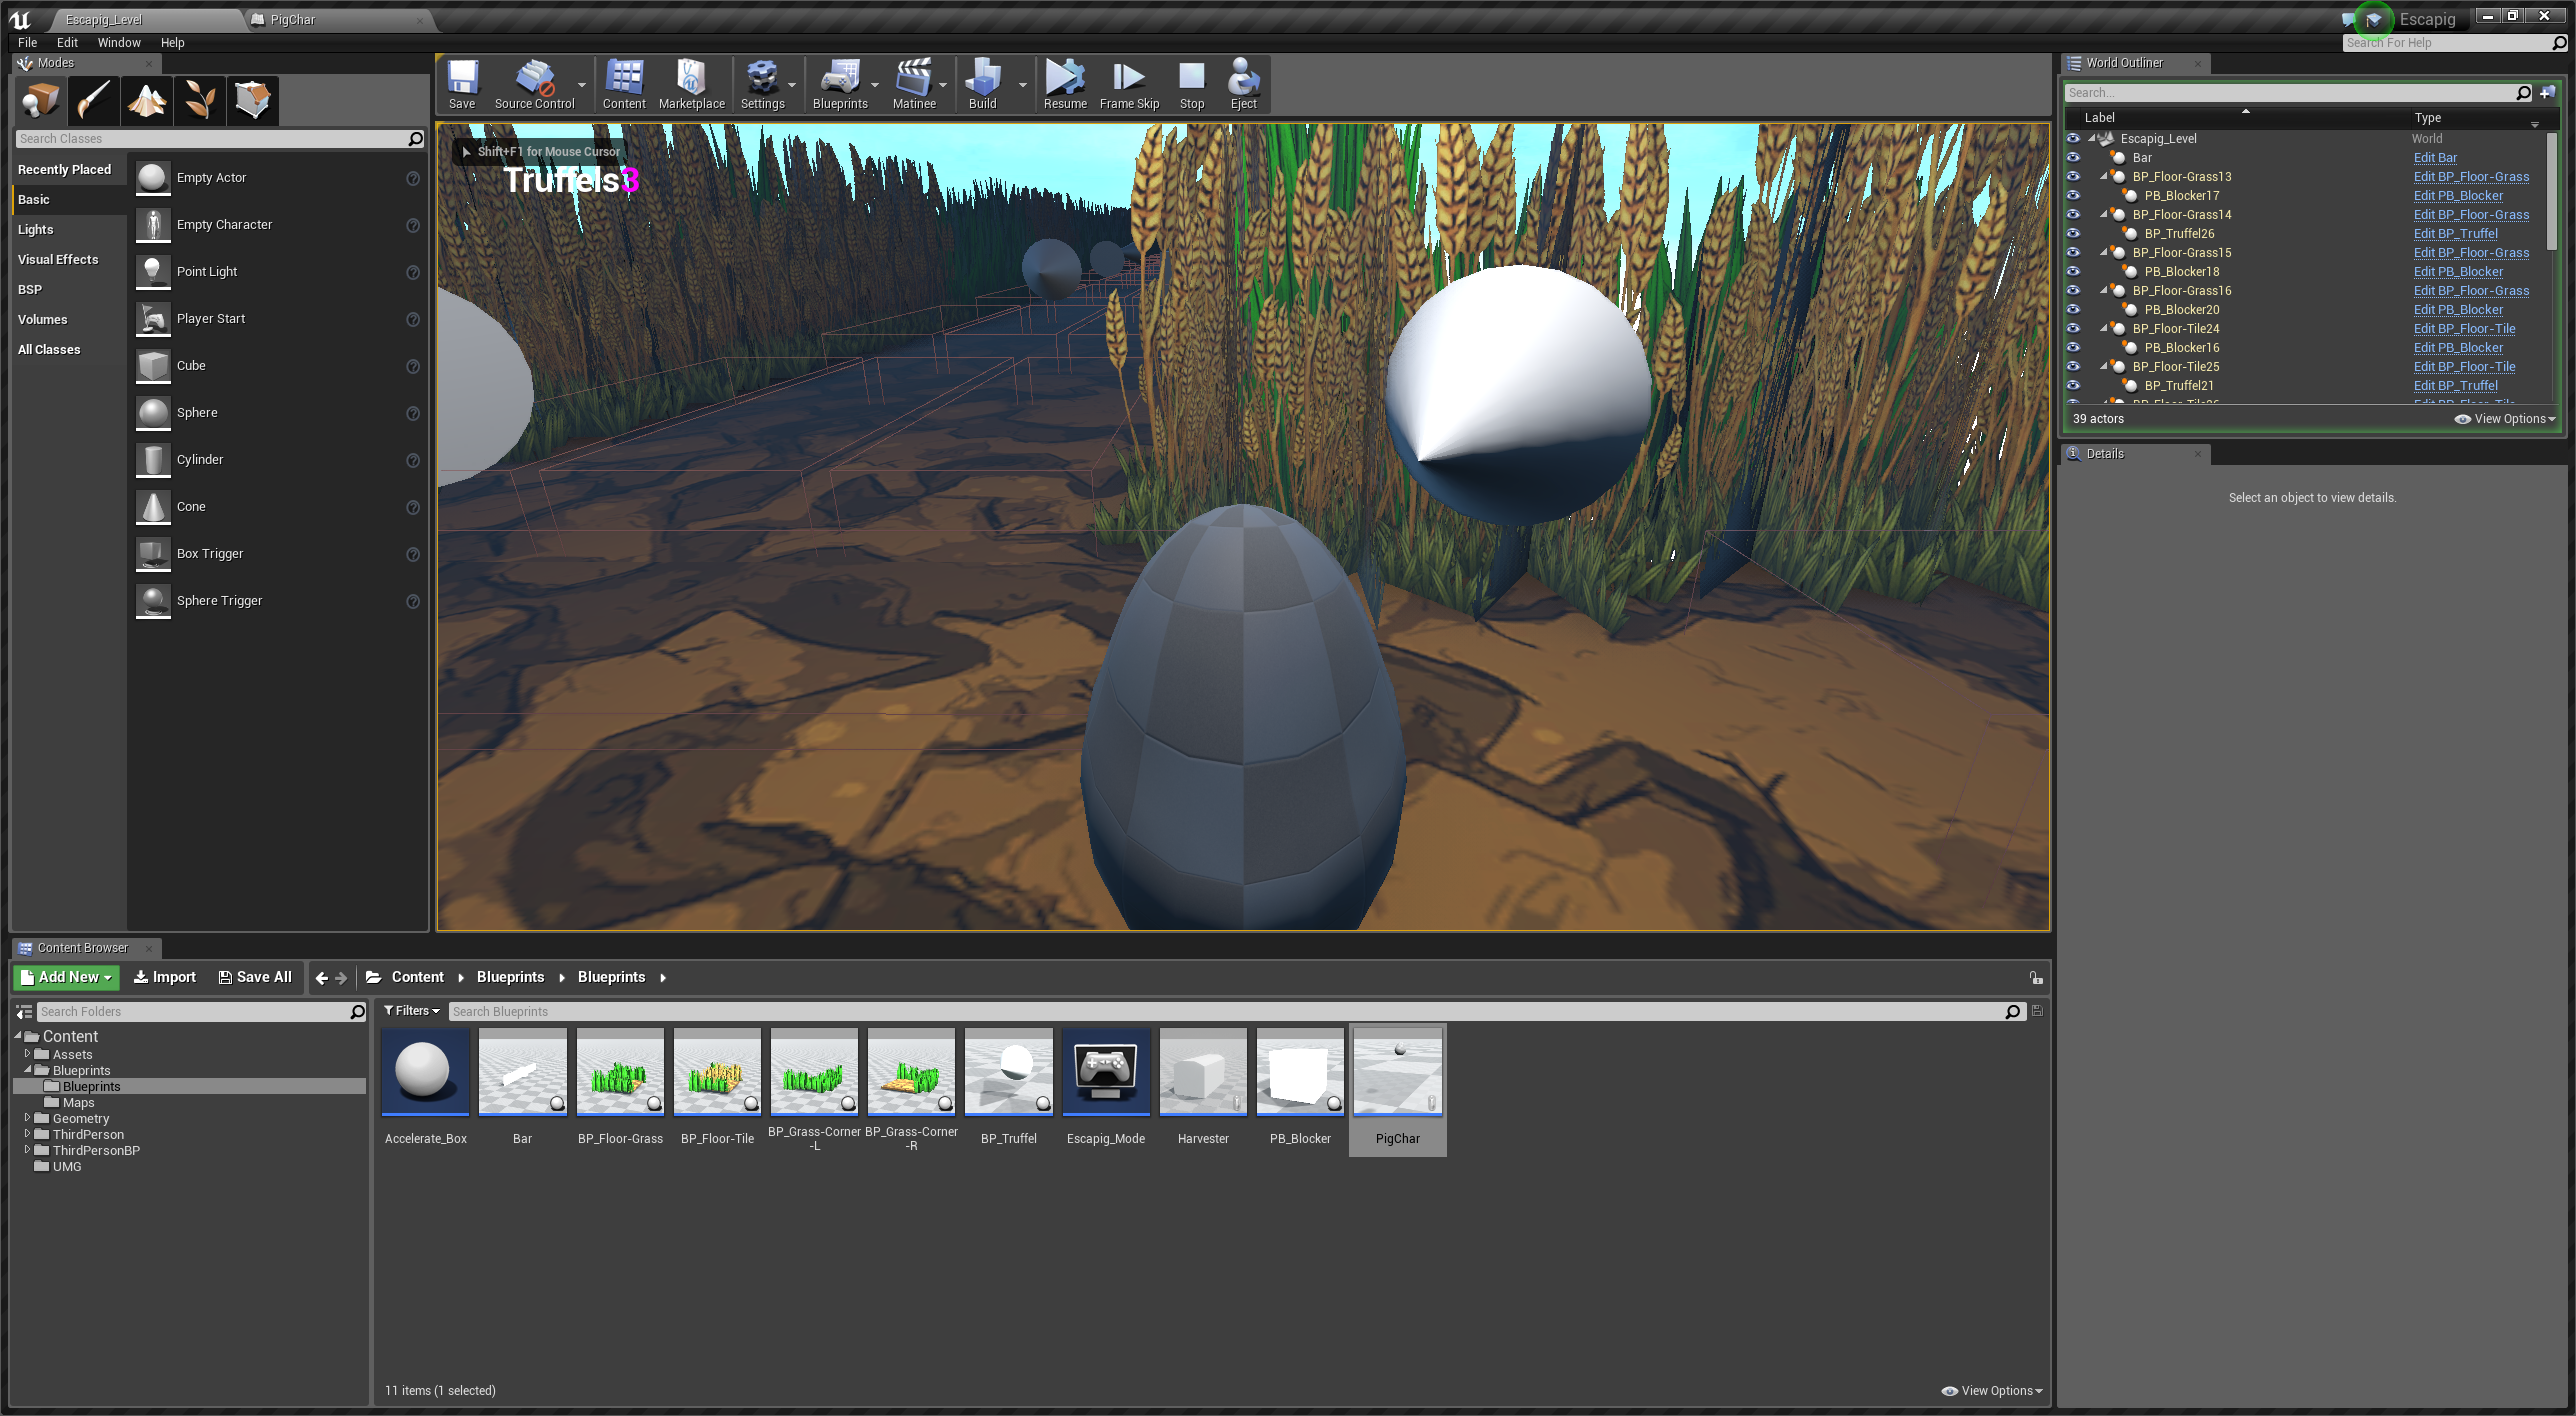 Escapig_Level
PigChar
Escapig
File Edit Window Help
Search For Help
Modes
Search Classes
Recently Placed
Basic
Lights
Visual Effects
BSP
Volumes
All Classes
Empty Actor
Empty Character
Point Light
Player Start
Cube
Sphere
Cylinder
Cone
Box Trigger
Sphere Trigger
Save
Source Control
Content
Marketplace
Settings
Blueprints
Matinee
Build
Resume
Frame Skip
Stop
Eject
Shift+F1 for Mouse Cursor
Truffels3
World Outliner
Search...
Label Type
Escapig_Level World
Bar Edit Bar
BP_Floor-Grass13 Edit BP_Floor-Grass
PB_Blocker17 Edit PB_Blocker
BP_Floor-Grass14 Edit BP_Floor-Grass
BP_Truffel26 Edit BP_Truffel
BP_Floor-Grass15 Edit BP_Floor-Grass
PB_Blocker18 Edit PB_Blocker
BP_Floor-Grass16 Edit BP_Floor-Grass
PB_Blocker20 Edit PB_Blocker
BP_Floor-Tile24 Edit BP_Floor-Tile
PB_Blocker16 Edit PB_Blocker
BP_Floor-Tile25 Edit BP_Floor-Tile
BP_Truffel21 Edit BP_Truffel
39 actors
View Options
Details
Select an object to view details.
Content Browser
Add New
Import
Save All
Content Blueprints Blueprints
Search Folders
Content
Assets
Blueprints
Blueprints
Maps
Geometry
ThirdPerson
ThirdPersonBP
UMG
Filters
Search Blueprints
Accelerate_Box
Bar
BP_Floor-Grass
BP_Floor-Tile
BP_Grass-Corner
-L
BP_Grass-Corner
-R
BP_Truffel
Escapig_Mode
Harvester
PB_Blocker
PigChar
11 items (1 selected)
View Options